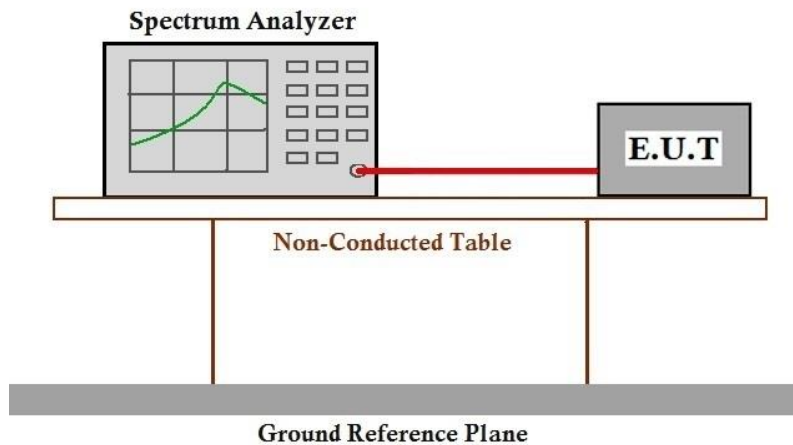 Spectrum Analyzer
E.U.T
Non-Conducted Table
Ground Reference Plane